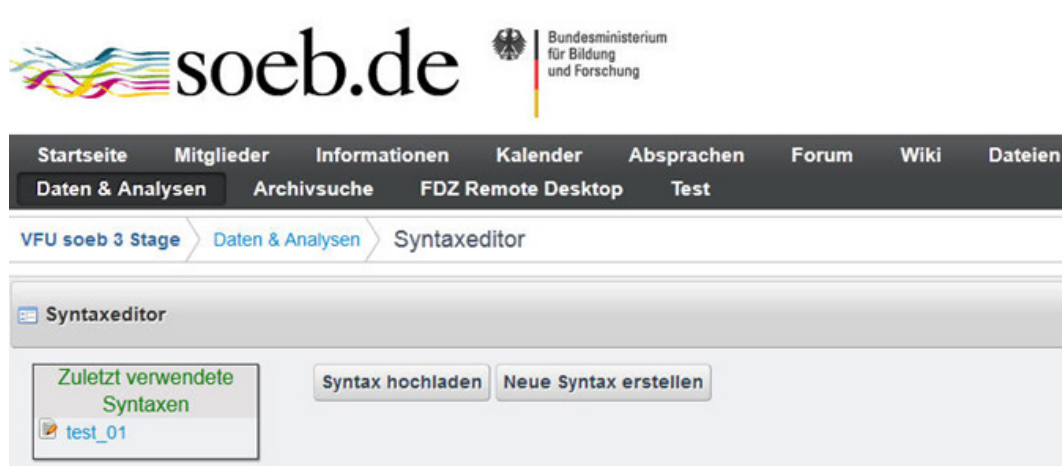 soeb.de
Bundesministerium
für Bildung
und Forschung
Startseite Mitglieder Informationen Kalender Absprachen Forum Wiki Dateien
Daten & Analysen Archivsuche FDZ Remote Desktop Test
VFU soeb 3 Stage Daten & Analysen Syntaxeditor
Syntaxeditor
Zuletzt verwendete
Syntaxen
test_01
Syntax hochladen Neue Syntax erstellen